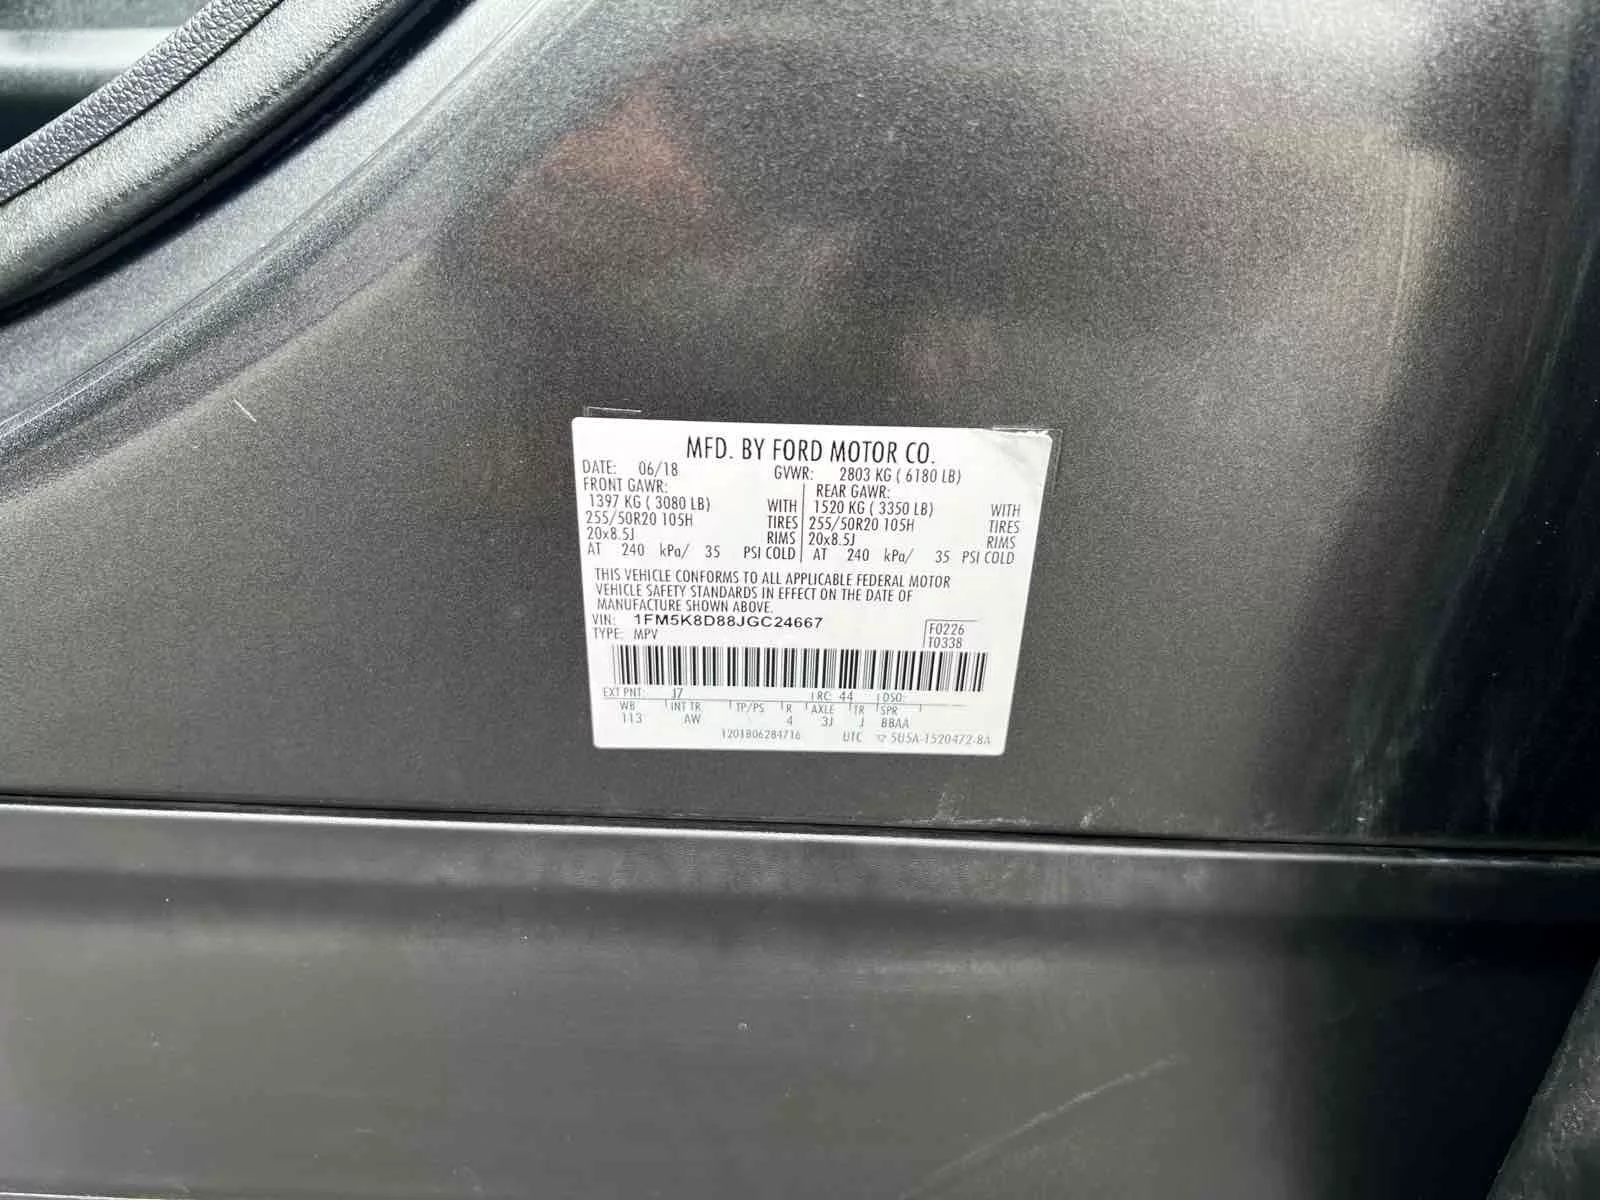 MFD. BY FORD MOTOR CO.
DATE: 06/18 GVWR: 2803 KG ( 6180 LB)
FRONT GAWR: REAR GAWR:
1397 KG ( 3080 LB) WITH 1520 KG ( 3350 LB) WITH
255/50R20 105H TIRES 255/50R20 105H TIRES
20x8.5J RIMS 20x8.5J RIMS
AT 240 kPa/ 35 PSI COLD AT 240 kPa/ 35 PSI COLD
THIS VEHICLE CONFORMS TO ALL APPLICABLE FEDERAL MOTOR
VEHICLE SAFETY STANDARDS IN EFFECT ON THE DATE OF
MANUFACTURE SHOWN ABOVE.
VIN: 1FM5K8D88JGC24667 F0226
TYPE: MPV T0338
EXT PNT: J7 RC: 44 DSO:
WB INT TR TP/PS R AXLE TR SPR
113 AW 4 3J J BBAA
1201806284716 UTC 5U5A-1520472-8A